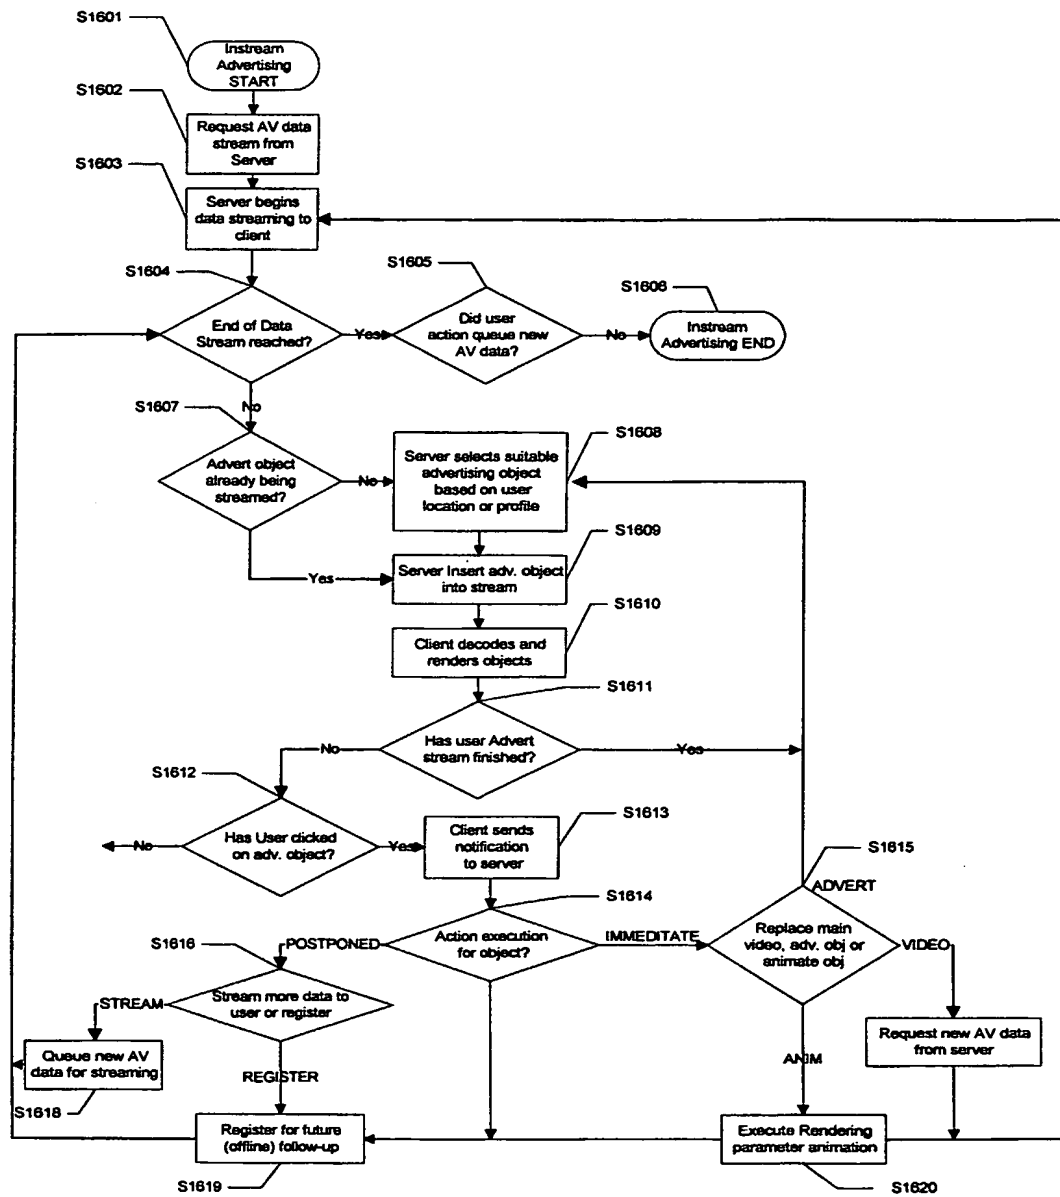 S1601
Instream
Advertising
START
S1602
Request AV data
stream from
Server
S1603
Server begins
data streaming to
client
S1604
End of Data
Stream reached?
Yes
S1605
Did user
action queue new
AV data?
No
S1606
Instream
Advertising END
No
S1607
Advert object
already being
streamed?
No
Yes
S1608
Server selects suitable
advertising object
based on user
location or profile
S1609
Server Insert adv. object
into stream
S1610
Client decodes and
renders objects
S1611
Has user Advert
stream finished?
No
Yes
S1612
Has User clicked
on adv. object?
No
Yes
S1613
Client sends
notification
to server
S1614
Action execution
for object?
POSTPONED
IMMEDITATE
S1615
ADVERT
Replace main
video, adv. obj or
animate obj
VIDEO
ANIM
Request new AV data
from server
S1616
Stream more data to
user or register
STREAM
REGISTER
Queue new AV
data for streaming
S1618
Register for future
(offline) follow-up
S1619
Execute Rendering
parameter animation
S1620